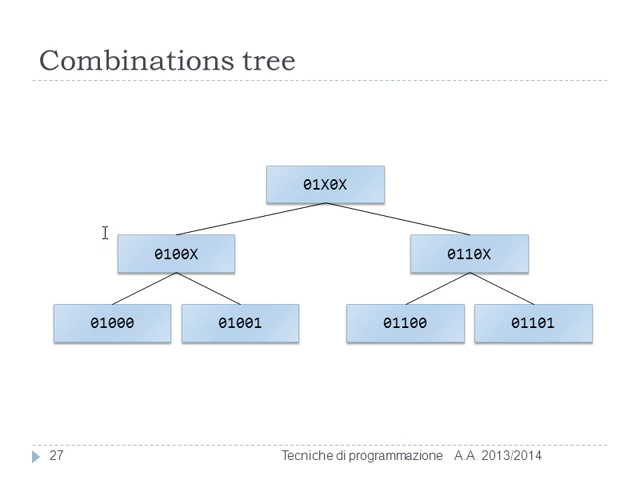 Combinations tree
01X0X
0100X 0110X
01000 01001 01100 01101
27 Tecniche di programmazione A.A. 2013/2014